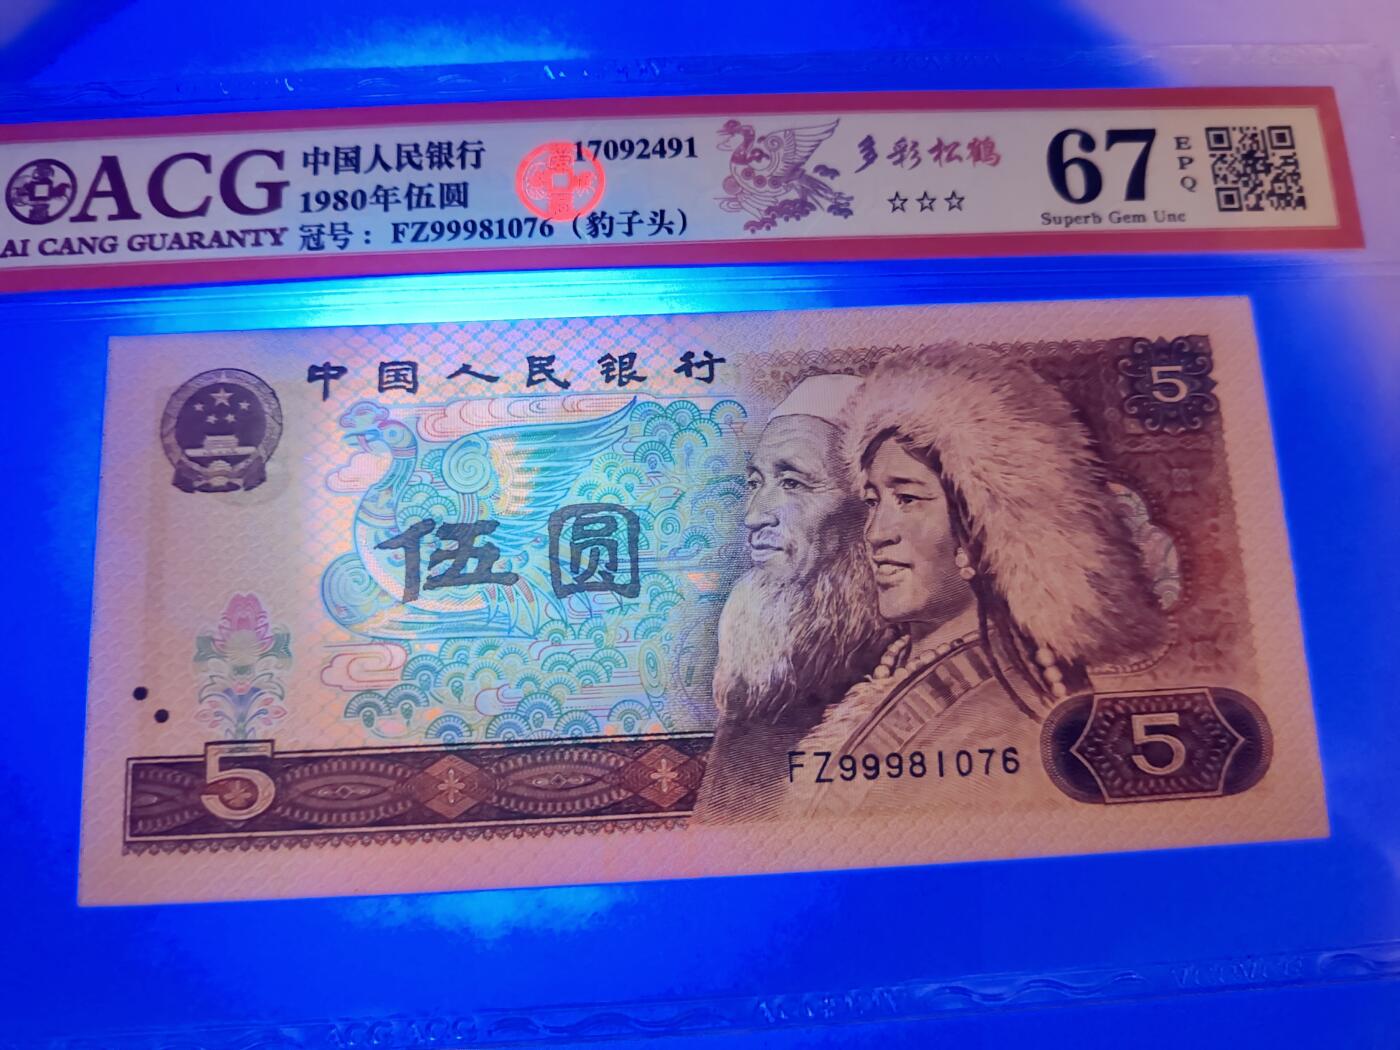 ACG
AI CANG GUARANTY
中国人民银行
1980年伍圆
冠号：FZ99981076（豹子头）
17092491
多彩松鹤
☆☆☆
67
EPQ
Superb Gem Unc
中国人民银行
伍圆
5
5
FZ99981076
5